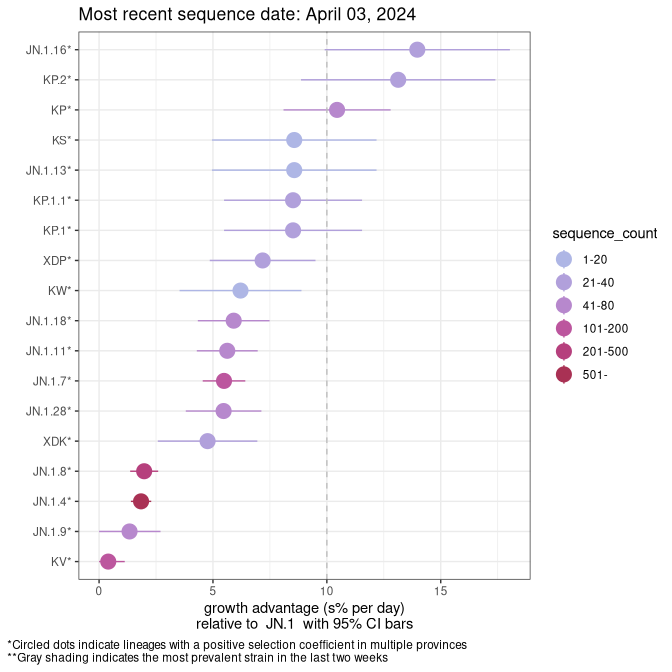 Most recent sequence date: April 03, 2024
JN.1.16*
KP.2*
KP*
KS*
JN.1.13*
KP.1.1*
KP.1*
XDP*
KW*
JN.1.18*
JN.1.11*
JN.1.7*
JN.1.28*
XDK*
JN.1.8*
JN.1.4*
JN.1.9*
KV*
0 5 10 15
growth advantage (s% per day)
relative to JN.1 with 95% CI bars
sequence_count
1-20
21-40
41-80
101-200
201-500
501-
*Circled dots indicate lineages with a positive selection coefficient in multiple provinces
**Gray shading indicates the most prevalent strain in the last two weeks